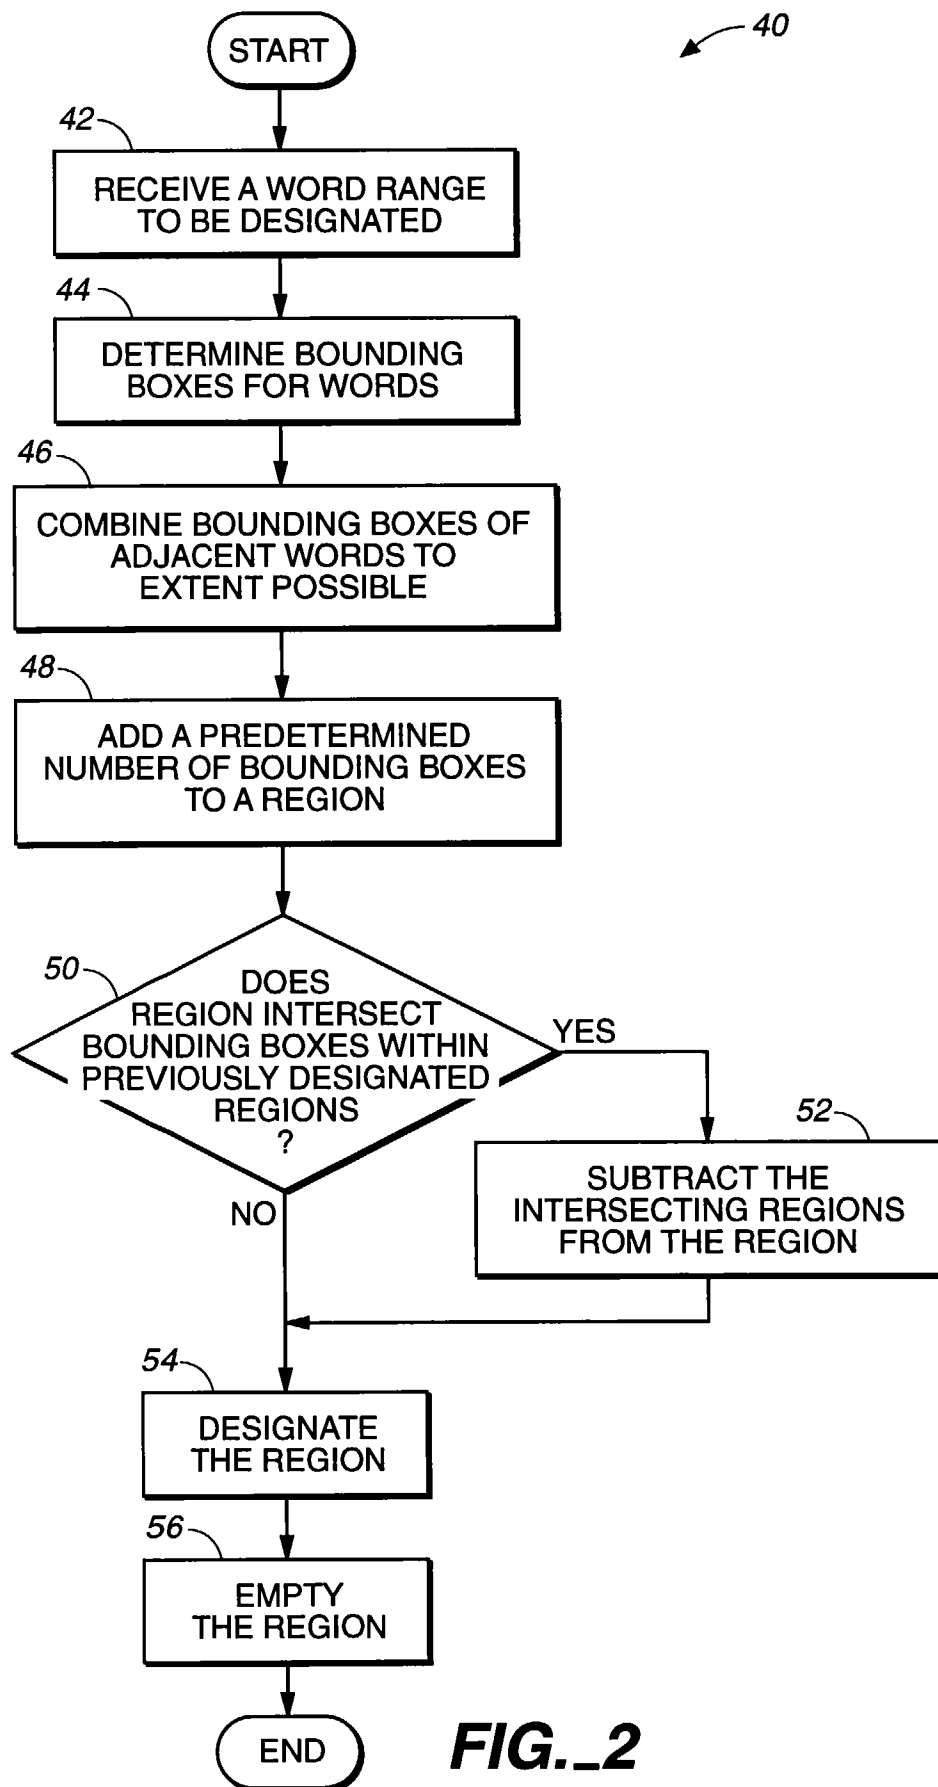 START
40
42
RECEIVE A WORD RANGE
TO BE DESIGNATED
44
DETERMINE BOUNDING
BOXES FOR WORDS
46
COMBINE BOUNDING BOXES OF
ADJACENT WORDS TO
EXTENT POSSIBLE
48
ADD A PREDETERMINED
NUMBER OF BOUNDING BOXES
TO A REGION
50
DOES
REGION INTERSECT
BOUNDING BOXES WITHIN
PREVIOUSLY DESIGNATED
REGIONS
?
YES
52
SUBTRACT THE
INTERSECTING REGIONS
FROM THE REGION
NO
54
DESIGNATE
THE REGION
56
EMPTY
THE REGION
END
FIG._2